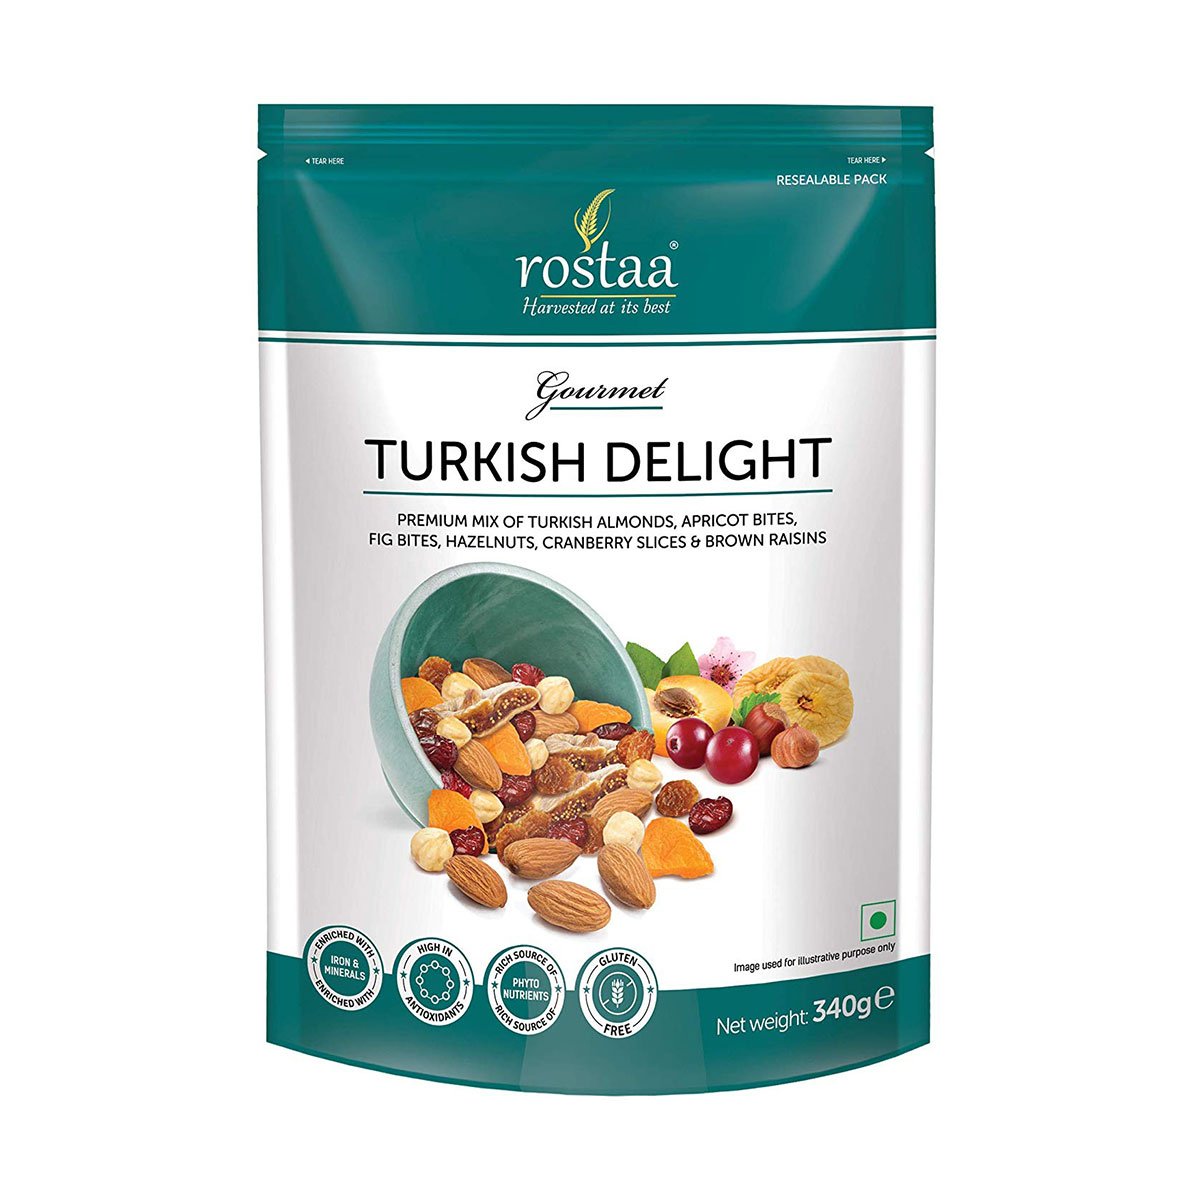 ◀ TEAR HERE
TEAR HERE ▶
RESEALABLE PACK
rostaa®
Harvested at its best
Gourmet
TURKISH DELIGHT
PREMIUM MIX OF TURKISH ALMONDS, APRICOT BITES,
FIG BITES, HAZELNUTS, CRANBERRY SLICES & BROWN RAISINS
ENRICHED WITH
IRON &
MINERALS
ENRICHED WITH
HIGH IN
ANTIOXIDANTS
RICH SOURCE OF
PHYTO
NUTRIENTS
RICH SOURCE OF
GLUTEN
FREE
Image used for illustrative purpose only
Net weight: 340g℮